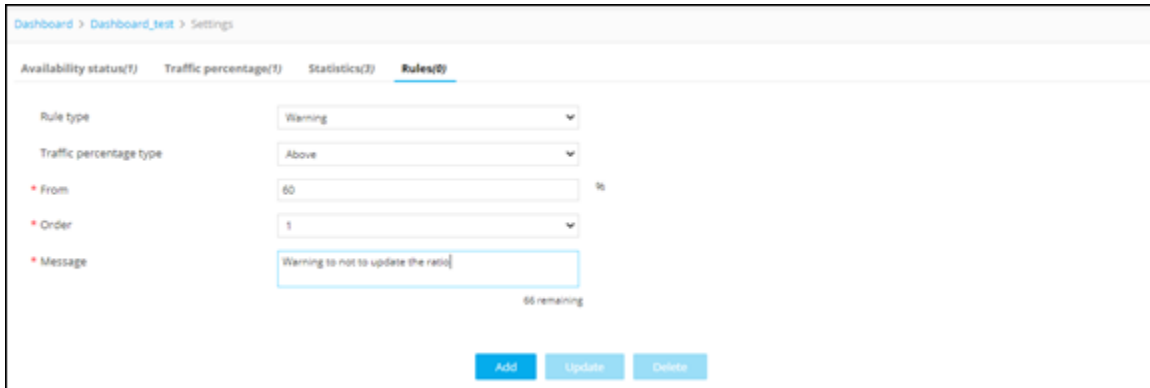 Dashboard > Dashboard_test > Settings
Availability status(1) Traffic percentage(1) Statistics(3) Rules(0)
Rule type Warning
Traffic percentage type Above
* From 60 %
* Order 1
* Message Warning to not to update the ratio
66 remaining
Add Update Delete